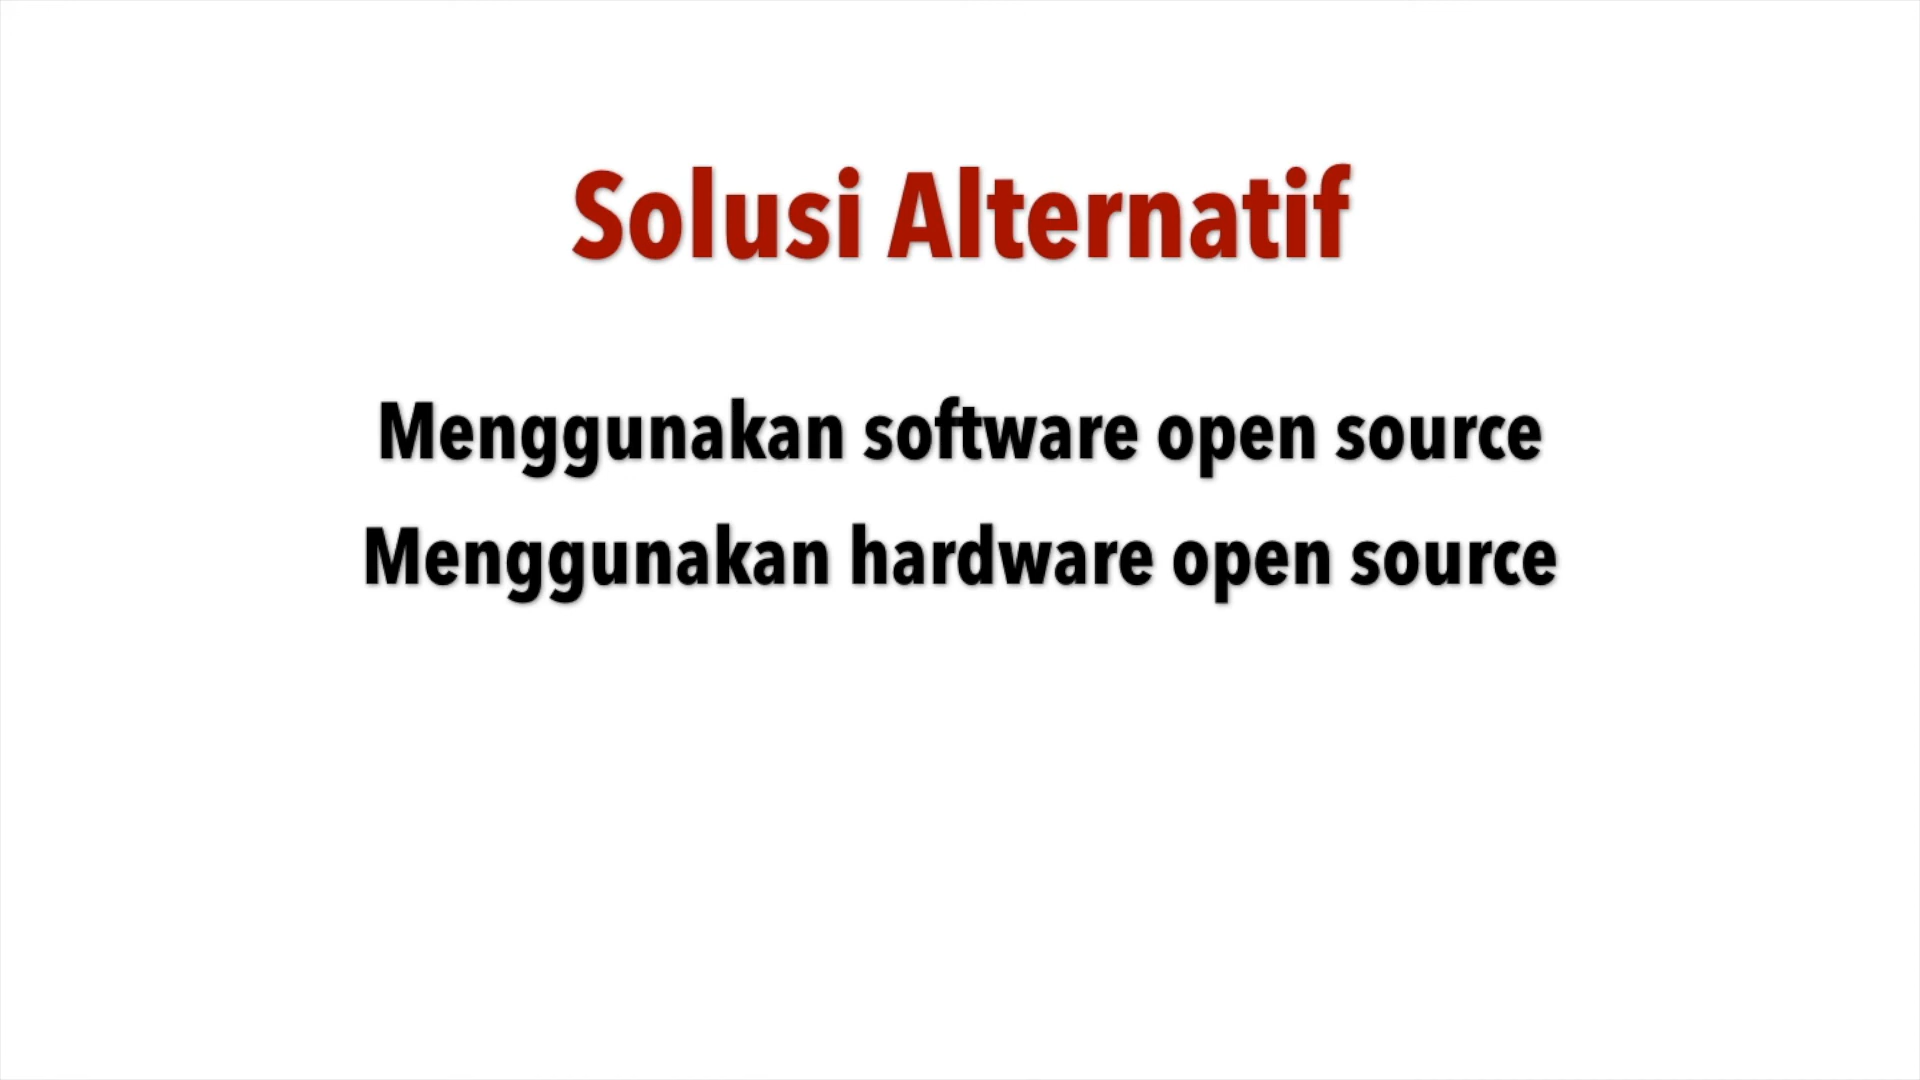 Solusi Alternatif
Menggunakan software open source
Menggunakan hardware open source